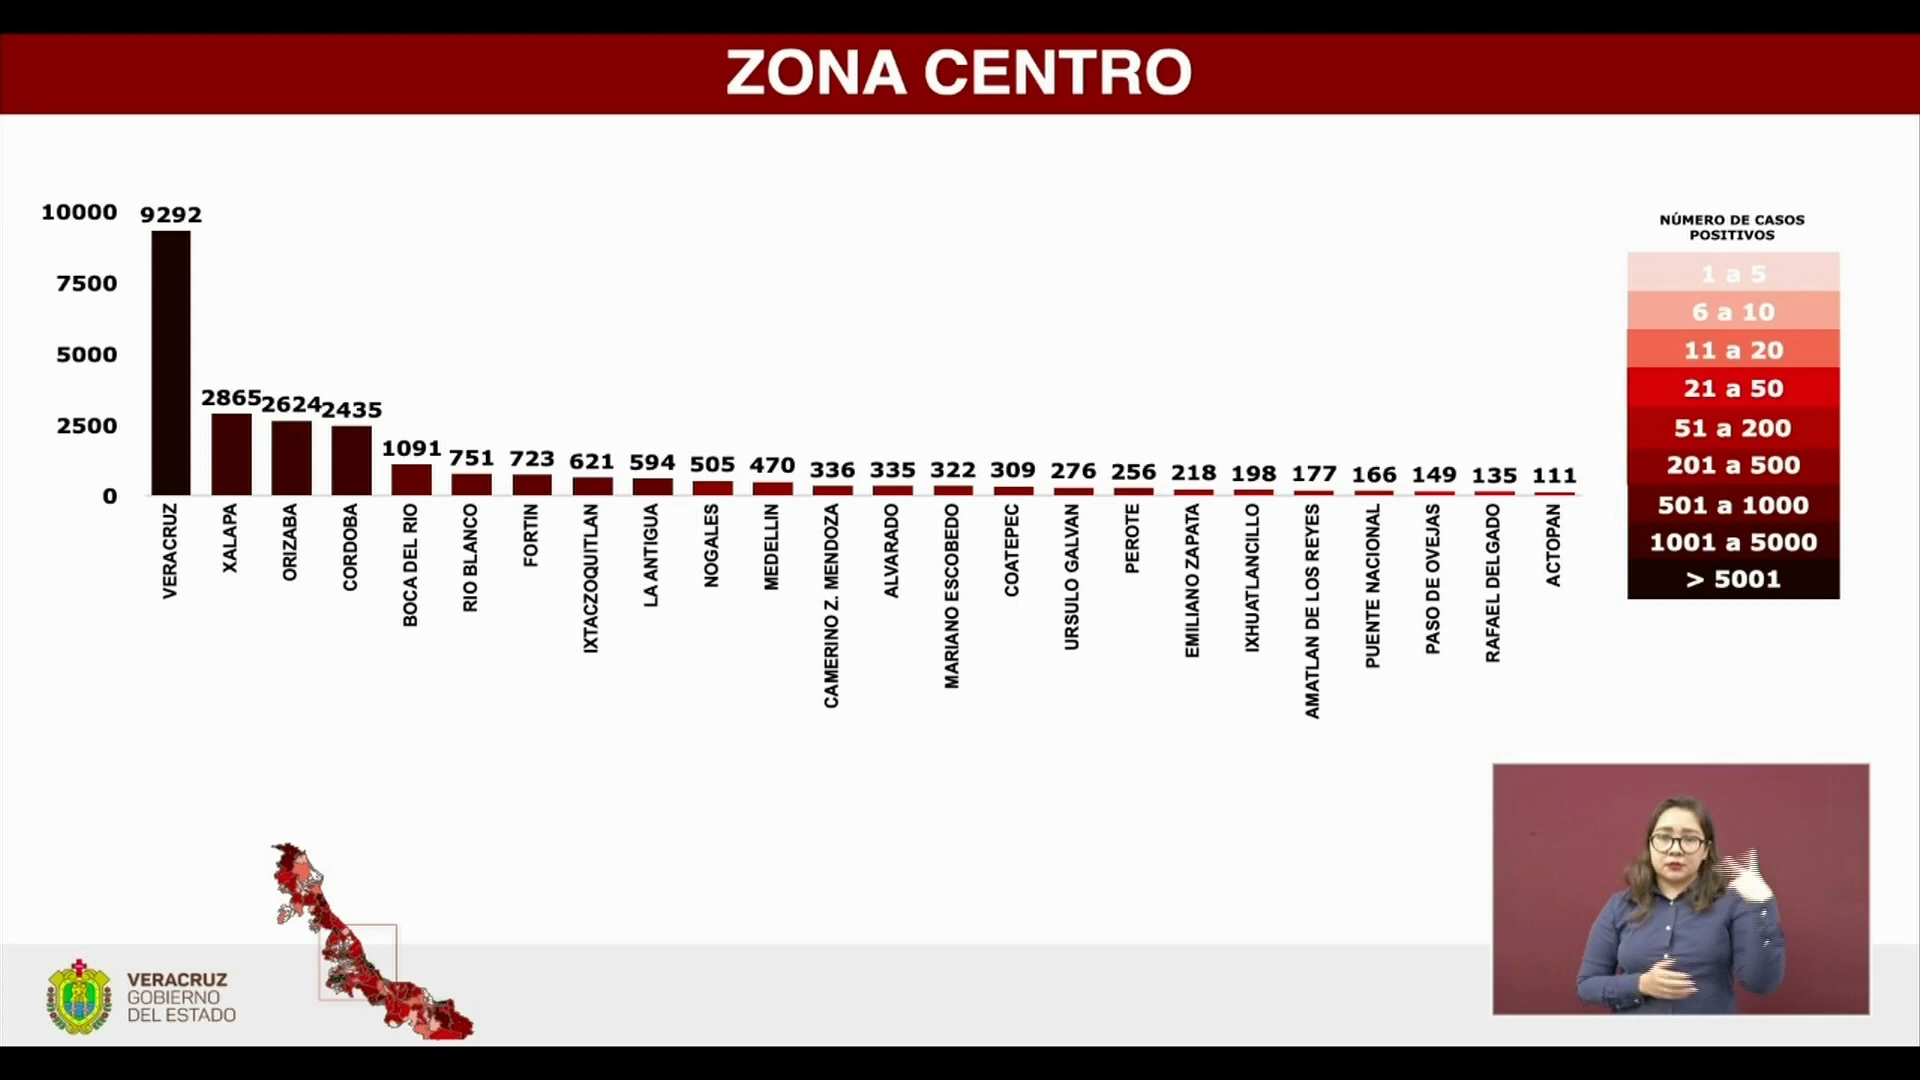 ZONA CENTRO
10000
7500
5000
2500
0
9292
2865
2624
2435
1091
751
723
621
594
505
470
336
335
322
309
276
256
218
198
177
166
149
135
111
VERACRUZ
XALAPA
ORIZABA
CORDOBA
BOCA DEL RIO
RIO BLANCO
FORTIN
IXTACZOQUITLAN
LA ANTIGUA
NOGALES
MEDELLIN
CAMERINO Z. MENDOZA
ALVARADO
MARIANO ESCOBEDO
COATEPEC
URSULO GALVAN
PEROTE
EMILIANO ZAPATA
IXHUATLANCILLO
AMATLAN DE LOS REYES
PUENTE NACIONAL
PASO DE OVEJAS
RAFAEL DELGADO
ACTOPAN
NÚMERO DE CASOS
POSITIVOS
1 a 5
6 a 10
11 a 20
21 a 50
51 a 200
201 a 500
501 a 1000
1001 a 5000
> 5001
VERACRUZ
GOBIERNO
DEL ESTADO